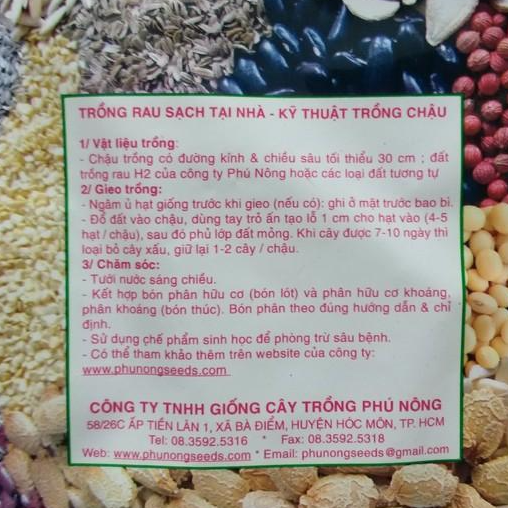 TRỒNG RAU SẠCH TẠI NHÀ - KỸ THUẬT TRỒNG CHẬU
1/ Vật liệu trồng:
- Chậu trồng có đường kính & chiều sâu tối thiểu 30 cm ; đất
trồng rau H2 của công ty Phú Nông hoặc các loại đất tương tự
2/ Gieo trồng:
- Ngâm ủ hạt giống trước khi gieo (nếu có): ghi ở mặt trước bao bì.
- Đổ đất vào chậu, dùng tay trỏ ấn tạo lỗ 1 cm cho hạt vào (4-5
hạt / chậu), sau đó phủ lớp đất mỏng. Khi cây được 7-10 ngày thì
loại bỏ cây xấu, giữ lại 1-2 cây / chậu.
3/ Chăm sóc:
- Tưới nước sáng chiều.
- Kết hợp bón phân hữu cơ (bón lót) và phân hữu cơ khoáng,
phân khoáng (bón thúc). Bón phân theo đúng hướng dẫn & chỉ
định.
- Sử dụng chế phẩm sinh học để phòng trừ sâu bệnh.
- Có thể tham khảo thêm trên website của công ty:
www.phunongseeds.com
CÔNG TY TNHH GIỐNG CÂY TRỒNG PHÚ NÔNG
58/26C ẤP TIỀN LÂN 1, XÃ BÀ ĐIỂM, HUYỆN HÓC MÔN, TP. HCM
Tel: 08.3592.5316 * Fax: 08.3592.5318
Web: www.phunongseeds.com * Email: phunongseeds@gmail.com